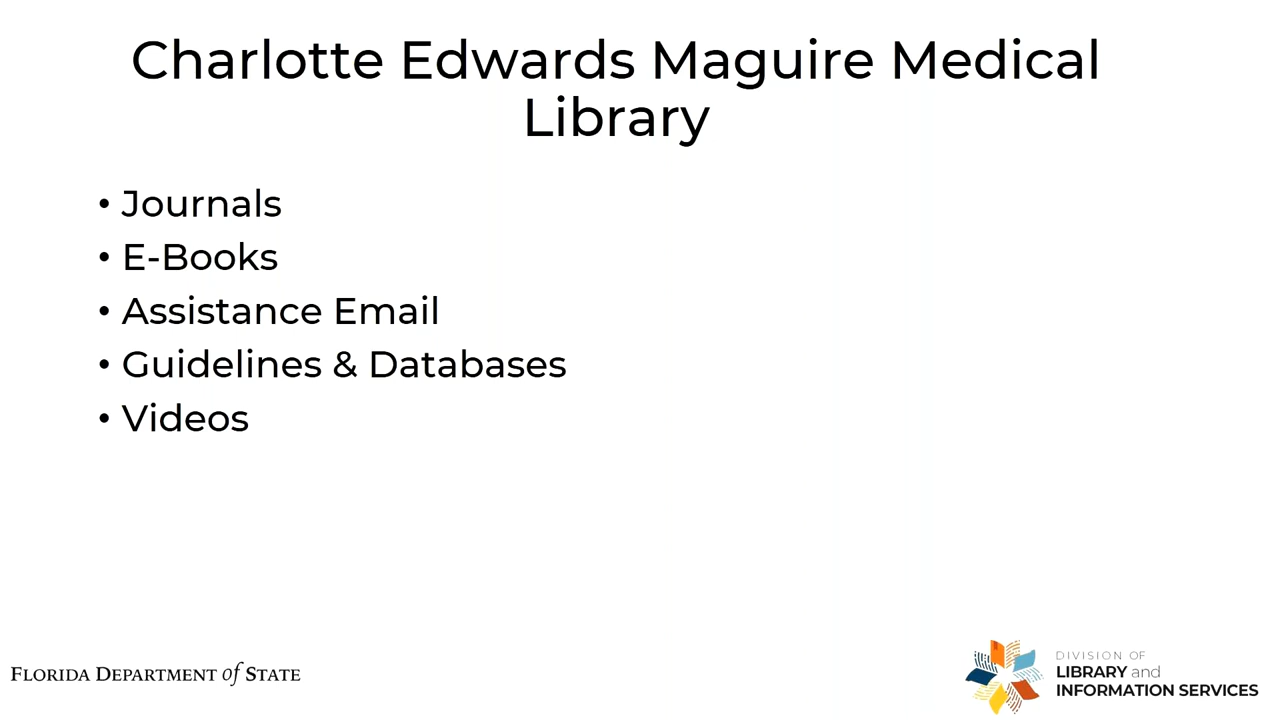 Charlotte Edwards Maguire Medical
Library
• Journals
• E-Books
• Assistance Email
• Guidelines & Databases
• Videos
FLORIDA DEPARTMENT of STATE
DIVISION OF
LIBRARY and
INFORMATION SERVICES